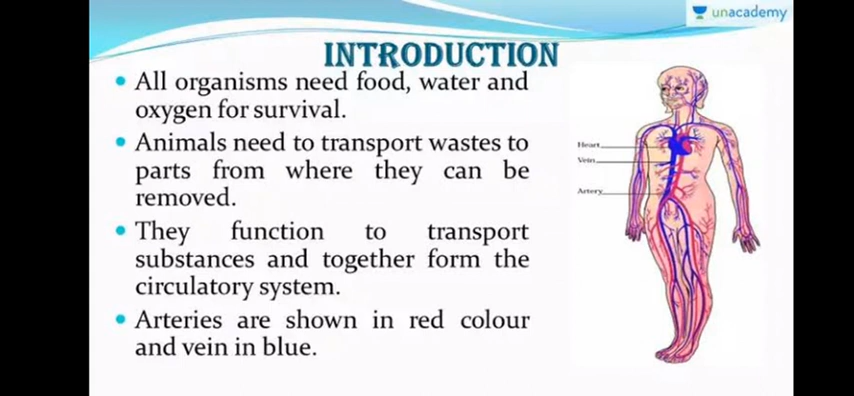 unacademy
INTRODUCTION
• All organisms need food, water and
oxygen for survival.
• Animals need to transport wastes to
parts from where they can be
removed.
• They function to transport
substances and together form the
circulatory system.
• Arteries are shown in red colour
and vein in blue.
Heart
Vein
Artery